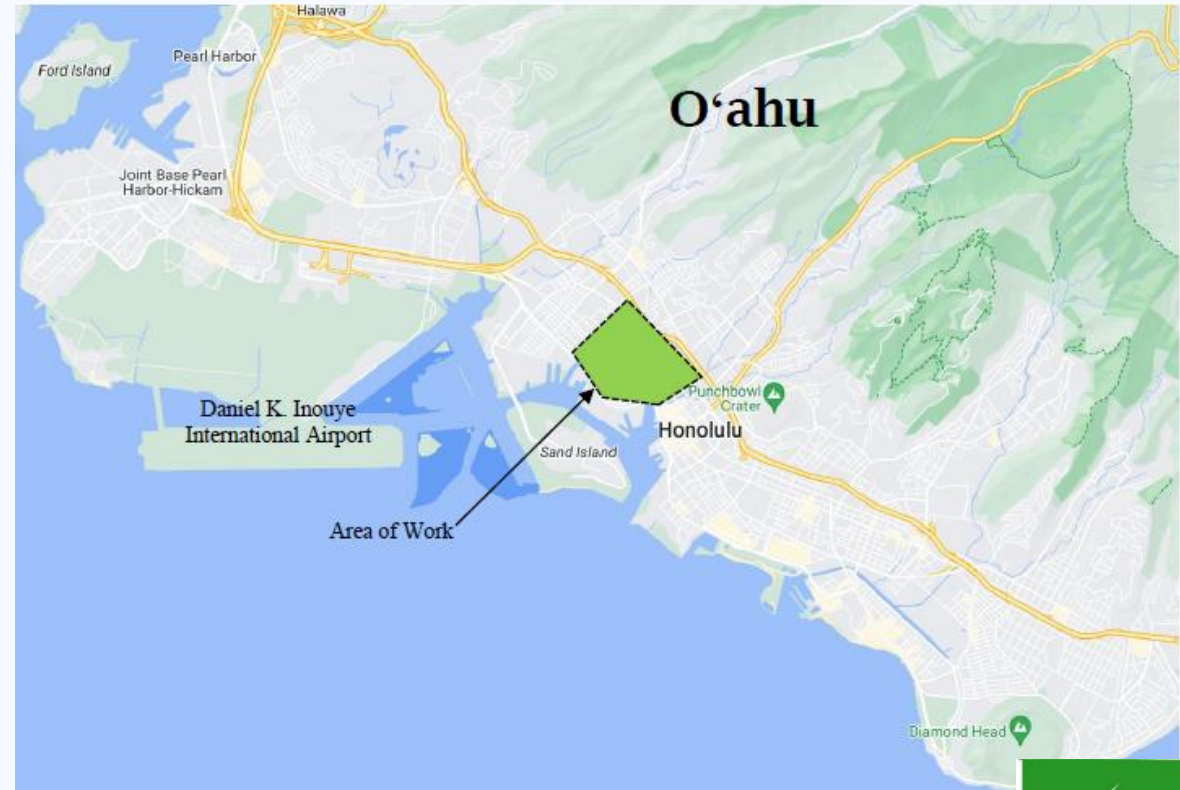 Halawa
Pearl Harbor
Ford Island
Oʻahu
Joint Base Pearl
Harbor-Hickam
Daniel K. Inouye
International Airport
Punchbowl
Crater
Honolulu
Sand Island
Area of Work
Diamond Head